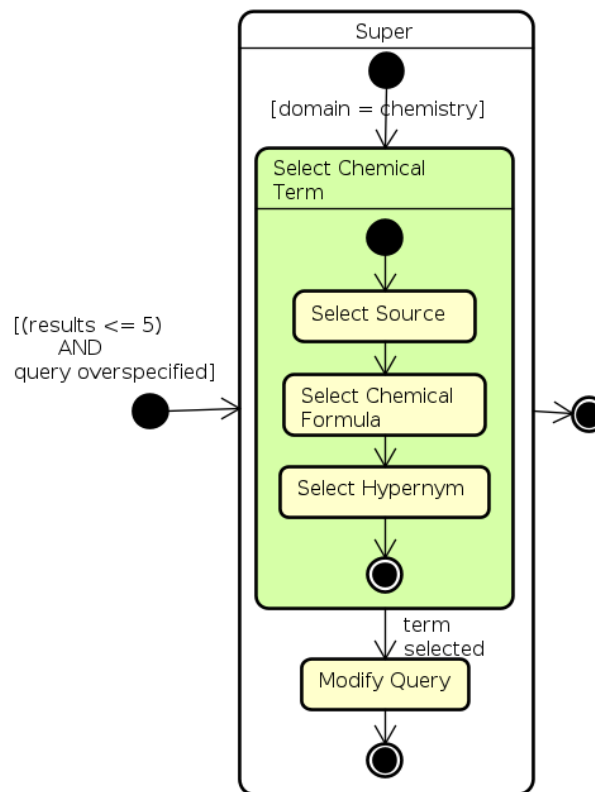 Super
[domain = chemistry]
Select Chemical
Term
Select Source
[(results <= 5)
AND
query overspecified]
Select Chemical
Formula
Select Hypernym
term
selected
Modify Query